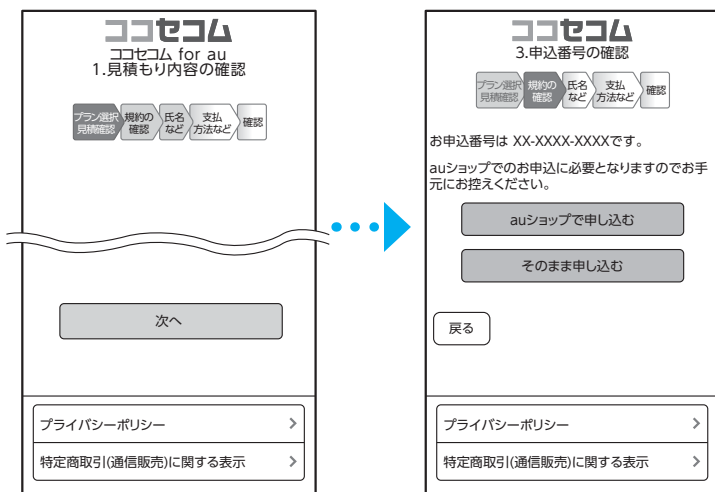 ココセコム
ココセコム for au
1.見積もり内容の確認
プラン選択
見積確認
規約の
確認
氏名
など
支払
方法など
確認
次へ
プライバシーポリシー
特定商取引(通信販売)に関する表示
ココセコム
3.申込番号の確認
プラン選択
見積確認
規約の
確認
氏名
など
支払
方法など
確認
お申込番号は XX-XXXX-XXXXです。
auショップでのお申込に必要となりますのでお手
元にお控えください。
auショップで申し込む
そのまま申し込む
戻る
プライバシーポリシー
特定商取引(通信販売)に関する表示